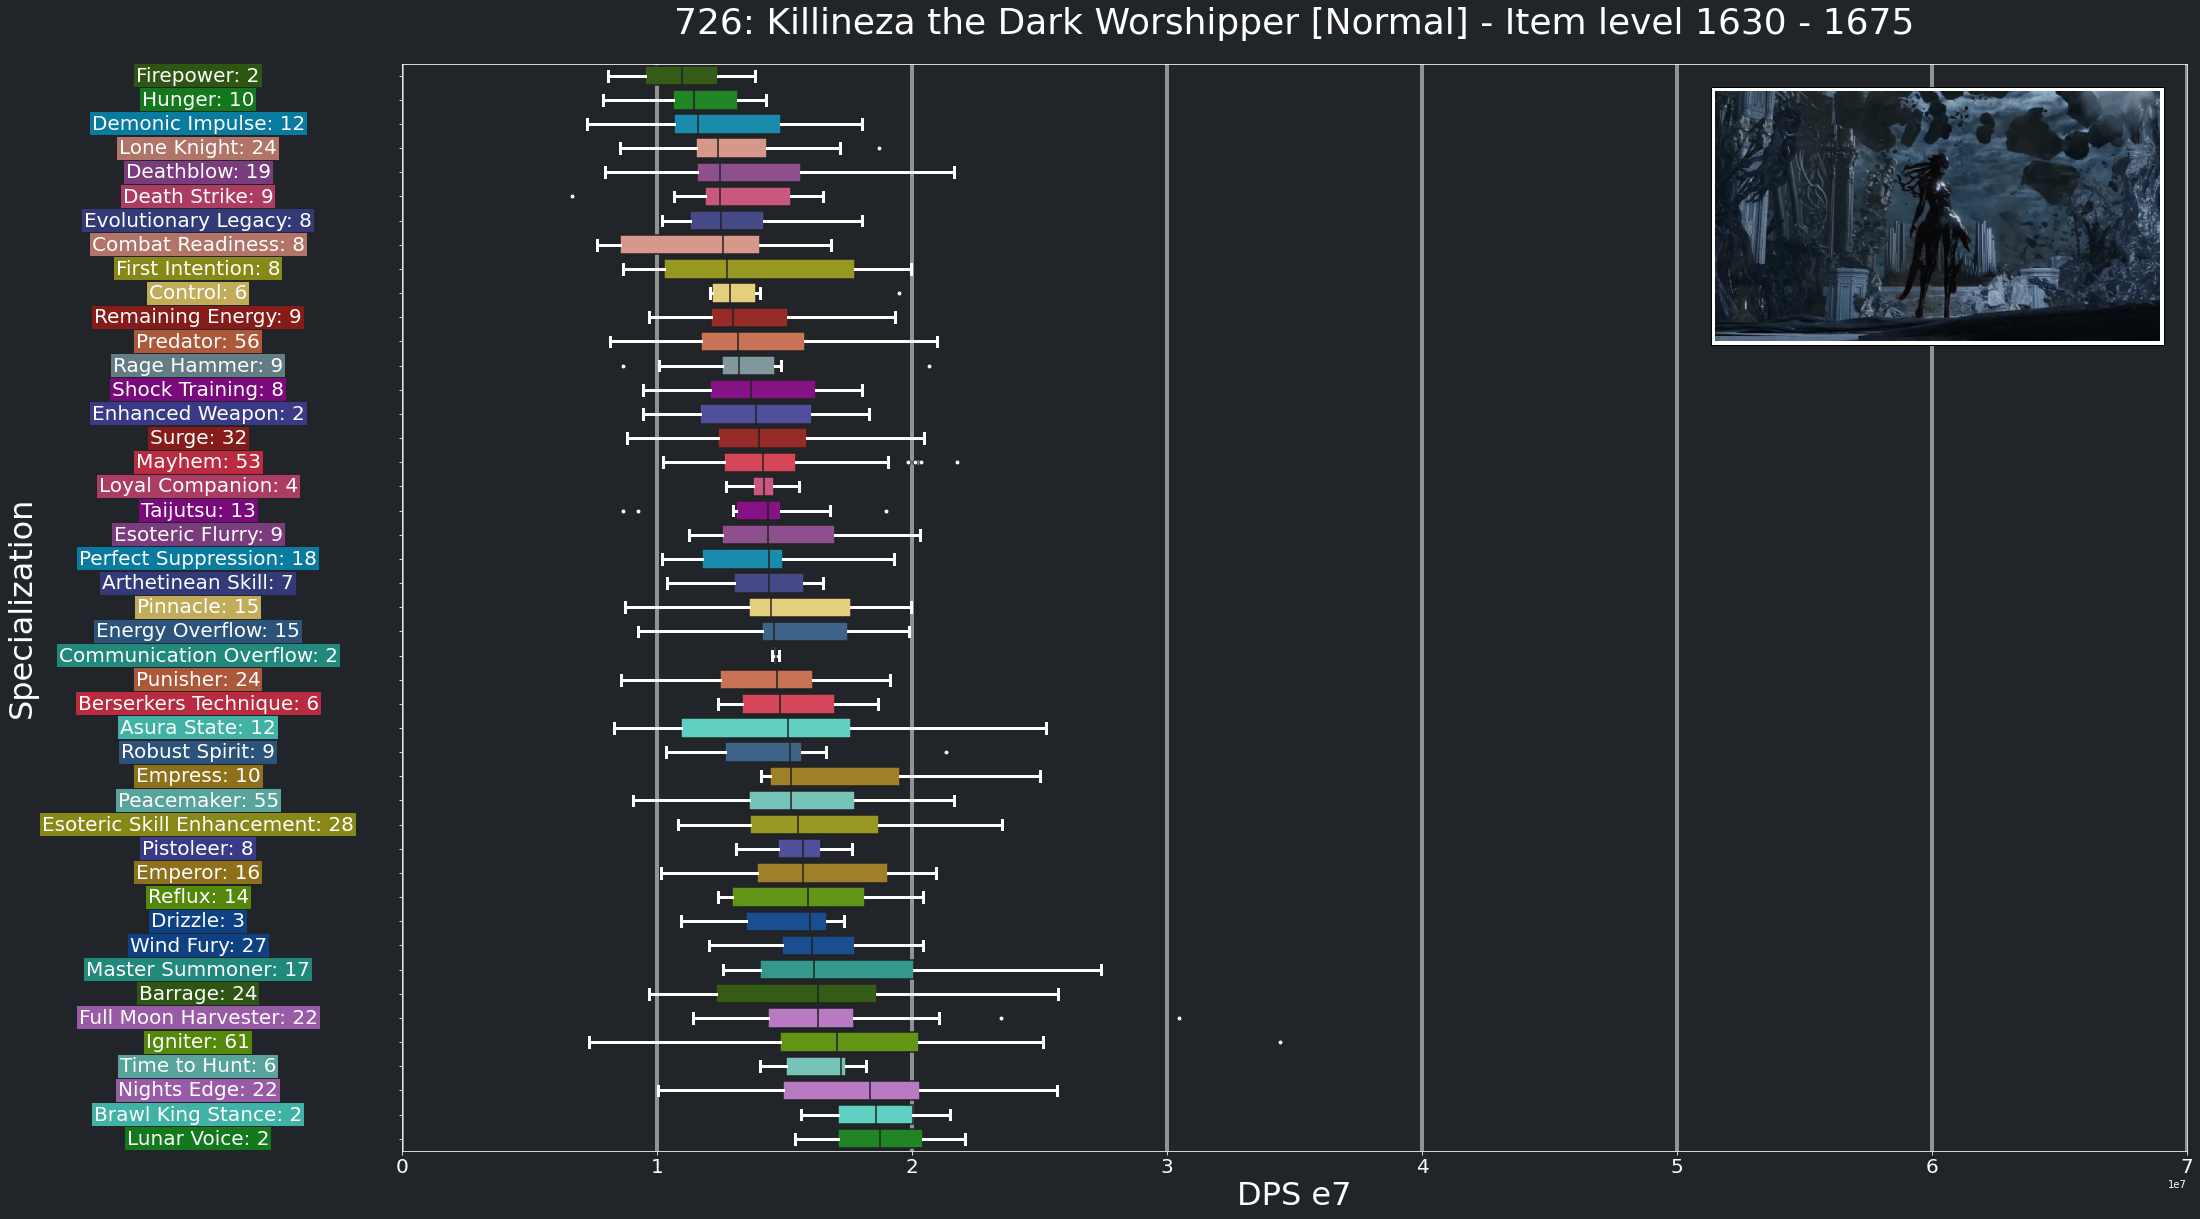 726: Killineza the Dark Worshipper [Normal] - Item level 1630 - 1675
Specialization
Firepower: 2
Hunger: 10
Demonic Impulse: 12
Lone Knight: 24
Deathblow: 19
Death Strike: 9
Evolutionary Legacy: 8
Combat Readiness: 8
First Intention: 8
Control: 6
Remaining Energy: 9
Predator: 56
Rage Hammer: 9
Shock Training: 8
Enhanced Weapon: 2
Surge: 32
Mayhem: 53
Loyal Companion: 4
Taijutsu: 13
Esoteric Flurry: 9
Perfect Suppression: 18
Arthetinean Skill: 7
Pinnacle: 15
Energy Overflow: 15
Communication Overflow: 2
Punisher: 24
Berserkers Technique: 6
Asura State: 12
Robust Spirit: 9
Empress: 10
Peacemaker: 55
Esoteric Skill Enhancement: 28
Pistoleer: 8
Emperor: 16
Reflux: 14
Drizzle: 3
Wind Fury: 27
Master Summoner: 17
Barrage: 24
Full Moon Harvester: 22
Igniter: 61
Time to Hunt: 6
Nights Edge: 22
Brawl King Stance: 2
Lunar Voice: 2
0 1 2 3 4 5 6 7
1e7
DPS e7